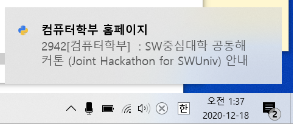 컴퓨터학부 홈페이지
2942[컴퓨터학부] : SW중심대학 공동해
커톤 (Joint Hackathon for SWUniv) 안내
한
오전 1:37
2020-12-18
2